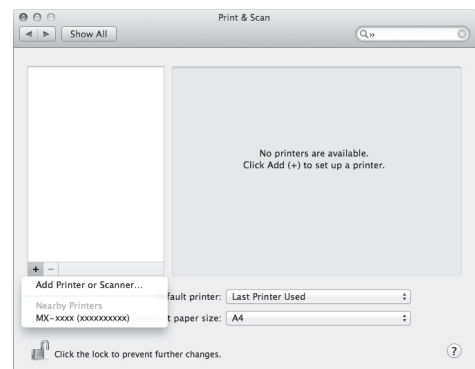 Print & Scan
Show All
»
No printers are available.
Click Add (+) to set up a printer.
+ −
Add Printer or Scanner...
Nearby Printers
MX-xxxx (xxxxxxxxx)
fault printer: Last Printer Used
t paper size: A4
Click the lock to prevent further changes.
?